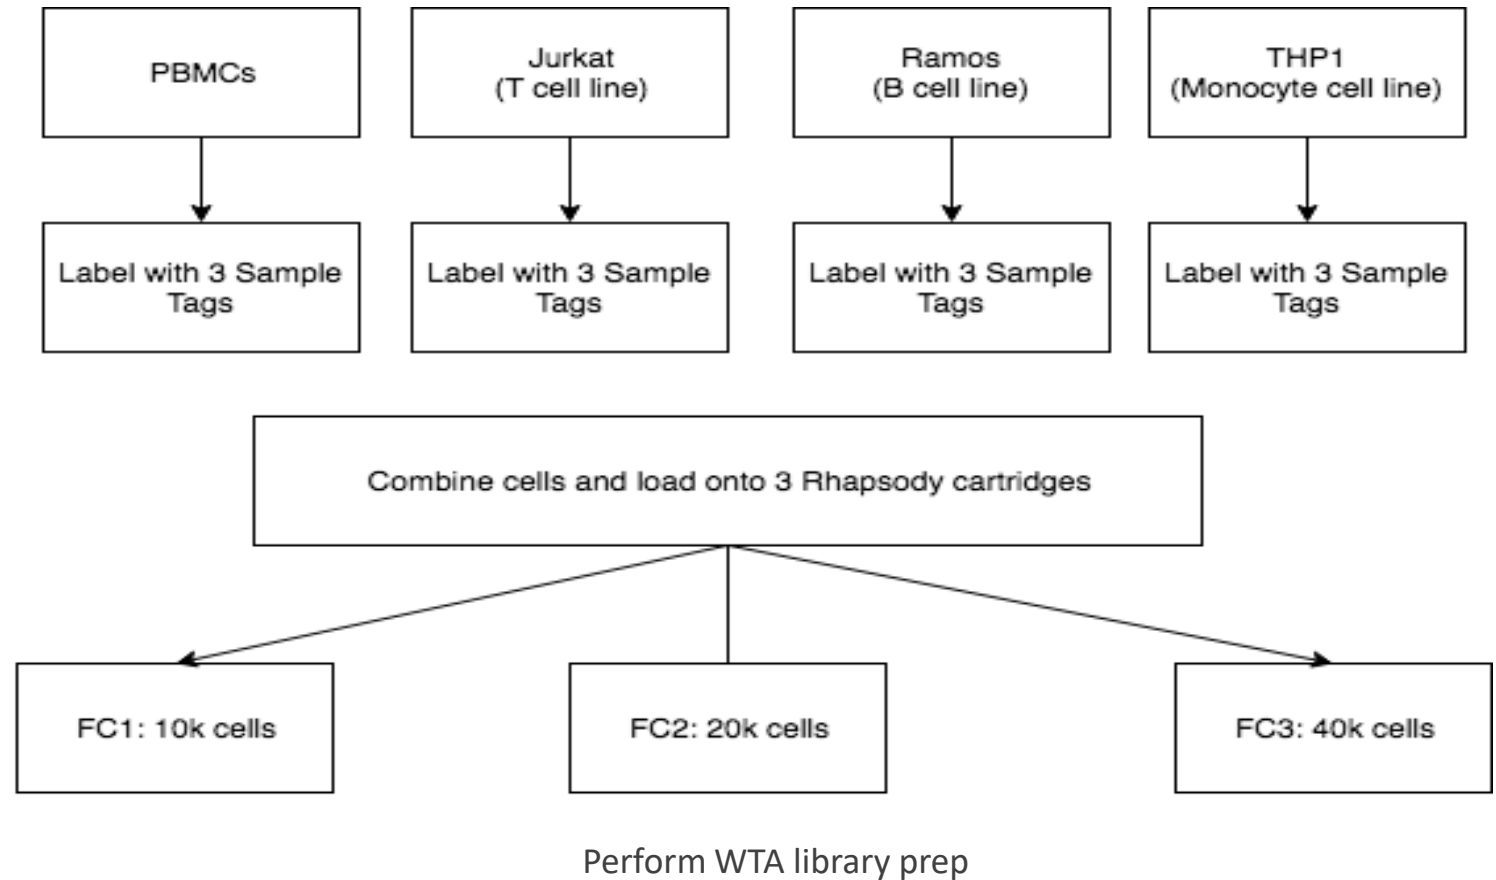 PBMCs
Jurkat
(T cell line)
Ramos
(B cell line)
THP1
(Monocyte cell line)
Label with 3 Sample
Tags
Label with 3 Sample
Tags
Label with 3 Sample
Tags
Label with 3 Sample
Tags
Combine cells and load onto 3 Rhapsody cartridges
FC1: 10k cells
FC2: 20k cells
FC3: 40k cells
Perform WTA library prep